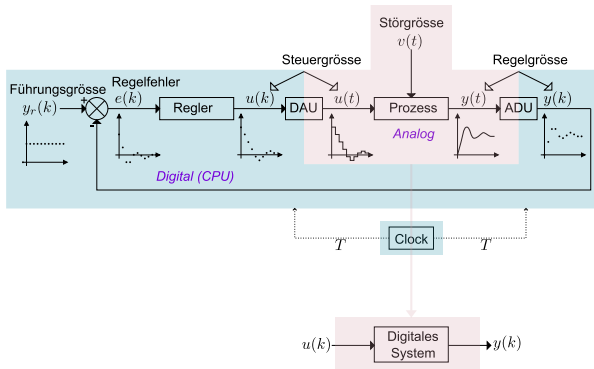 Störgrösse
v(t)
Steuergrösse
Regelgrösse
Führungsgrösse
Regelfehler
y_r(k)
+
-
e(k)
Regler
u(k)
DAU
u(t)
Prozess
y(t)
ADU
y(k)
Analog
Digital (CPU)
T
Clock
T
u(k)
Digitales
System
y(k)